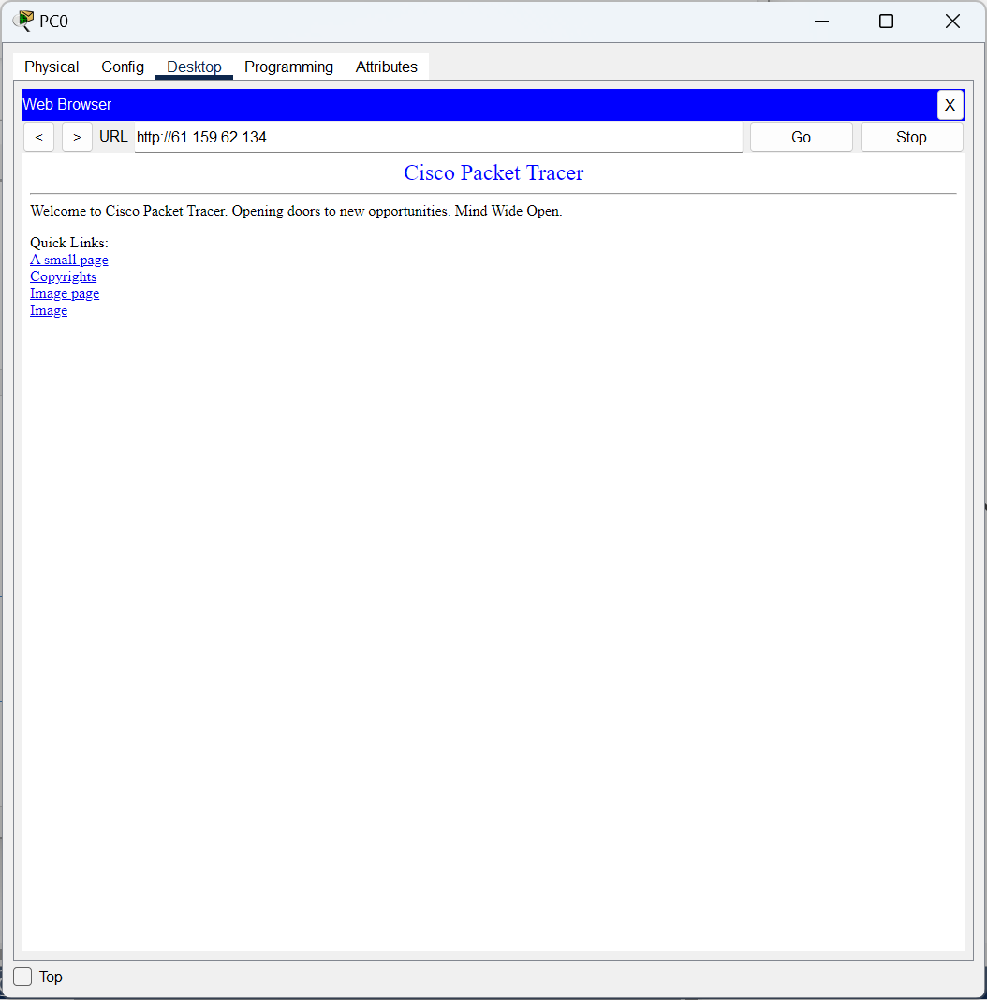 PC0
Physical Config Desktop Programming Attributes
Web Browser X
< > URL http://61.159.62.134 Go Stop
Cisco Packet Tracer
Welcome to Cisco Packet Tracer. Opening doors to new opportunities. Mind Wide Open.
Quick Links:
A small page
Copyrights
Image page
Image
Top